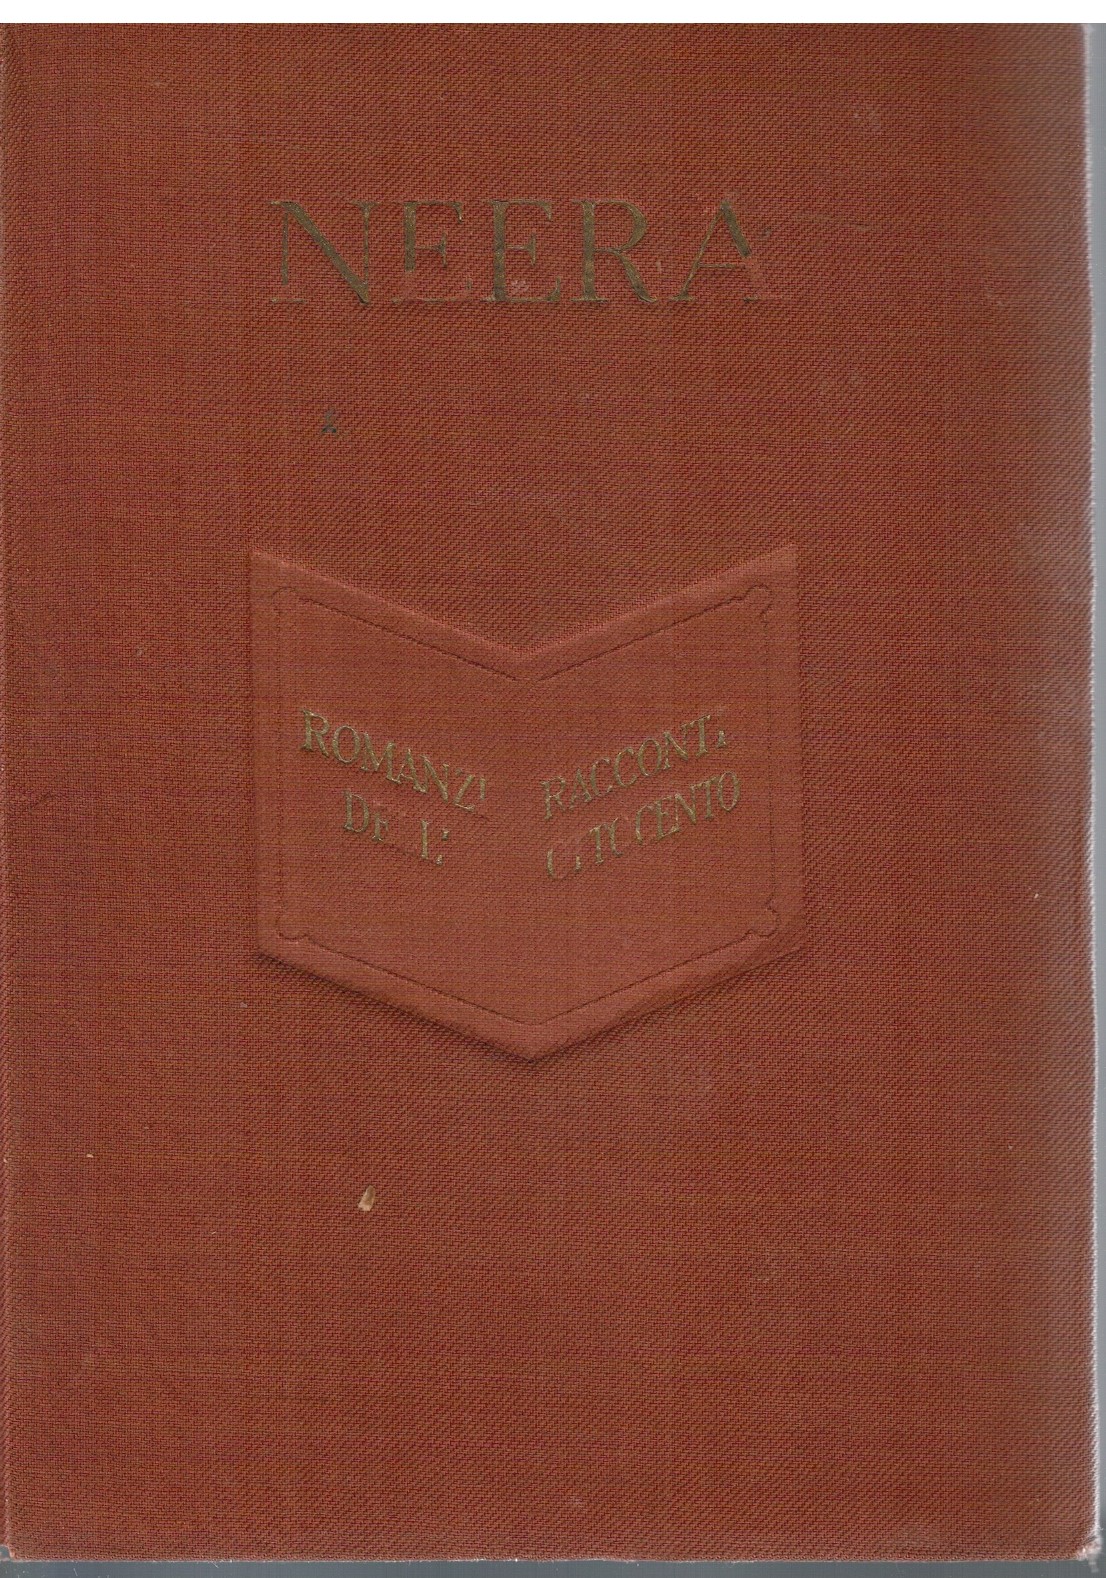 NEERA
ROMANZI RACCONTI
DELL' OTTOCENTO